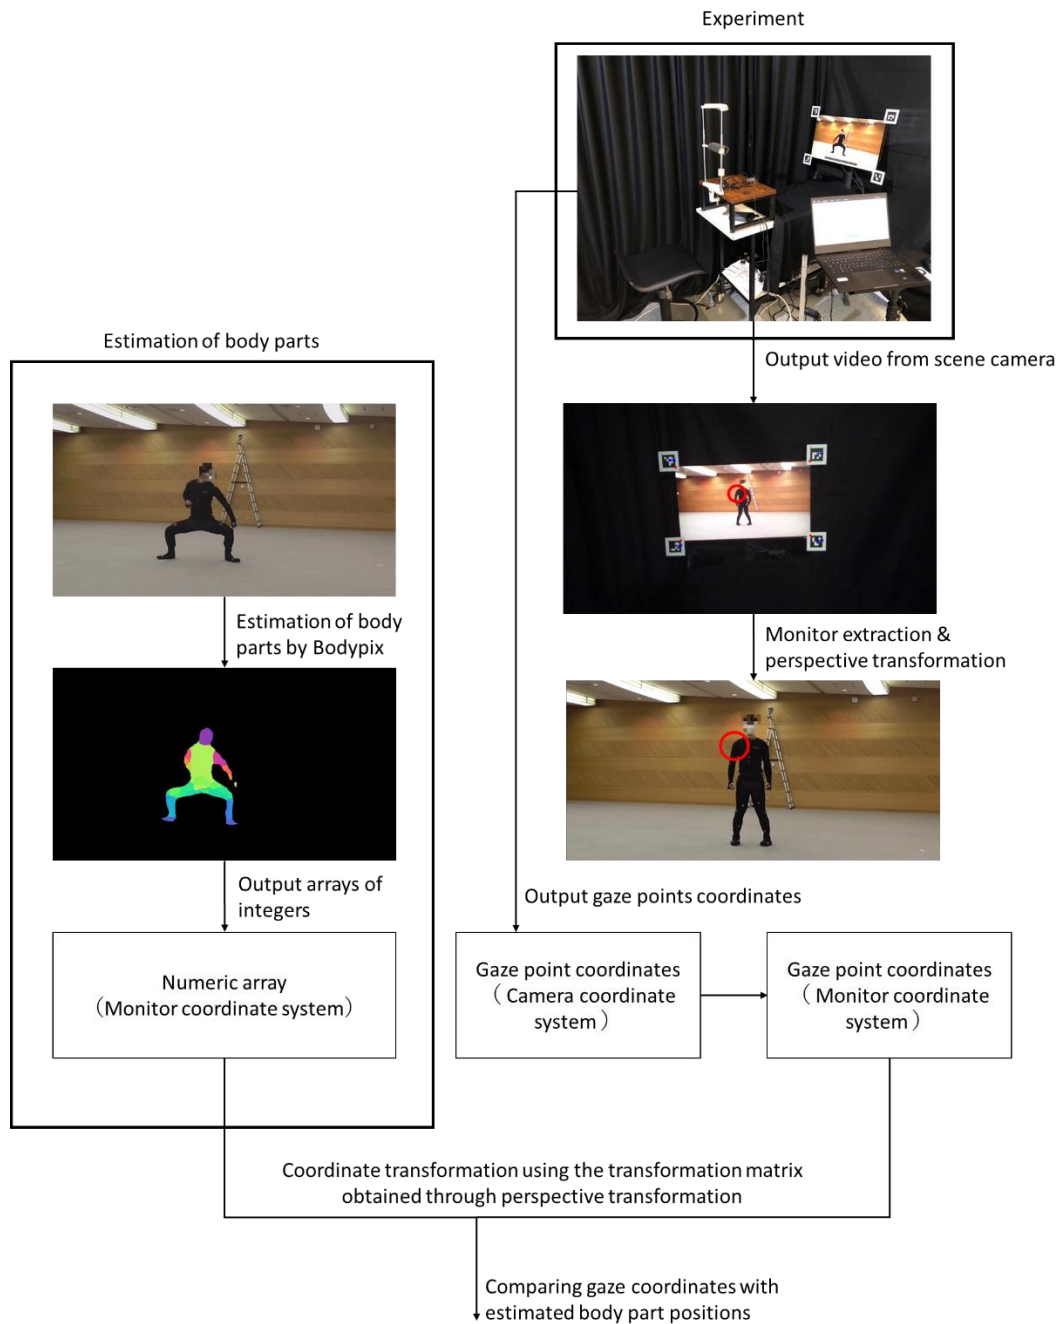 Experiment
Output video from scene camera
Estimation of body parts
Estimation of body
parts by Bodypix
Monitor extraction &
perspective transformation
Output arrays of
integers
Output gaze points coordinates
Numeric array
（Monitor coordinate system）
Gaze point coordinates
（ Camera coordinate
system）
Gaze point coordinates
（ Monitor coordinate
system）
Coordinate transformation using the transformation matrix
obtained through perspective transformation
Comparing gaze coordinates with
estimated body part positions